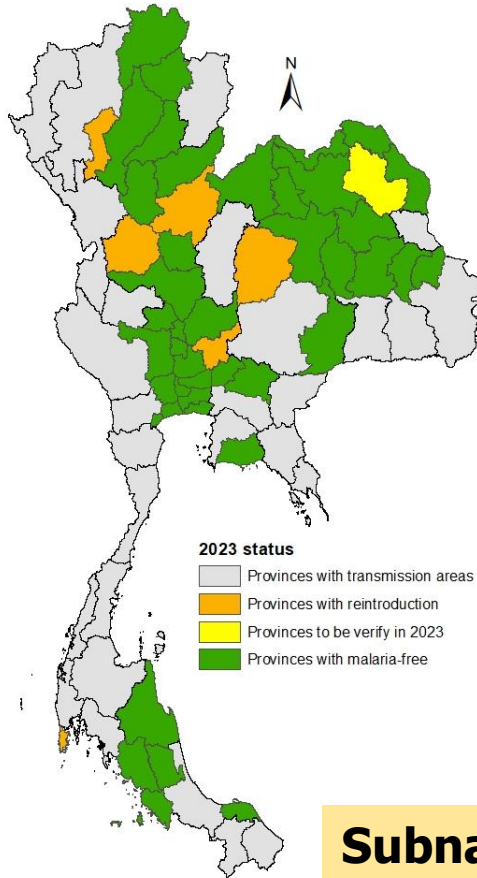 N
2023 status
Provinces with transmission areas
Provinces with reintroduction
Provinces to be verify in 2023
Provinces with malaria-free
Subna